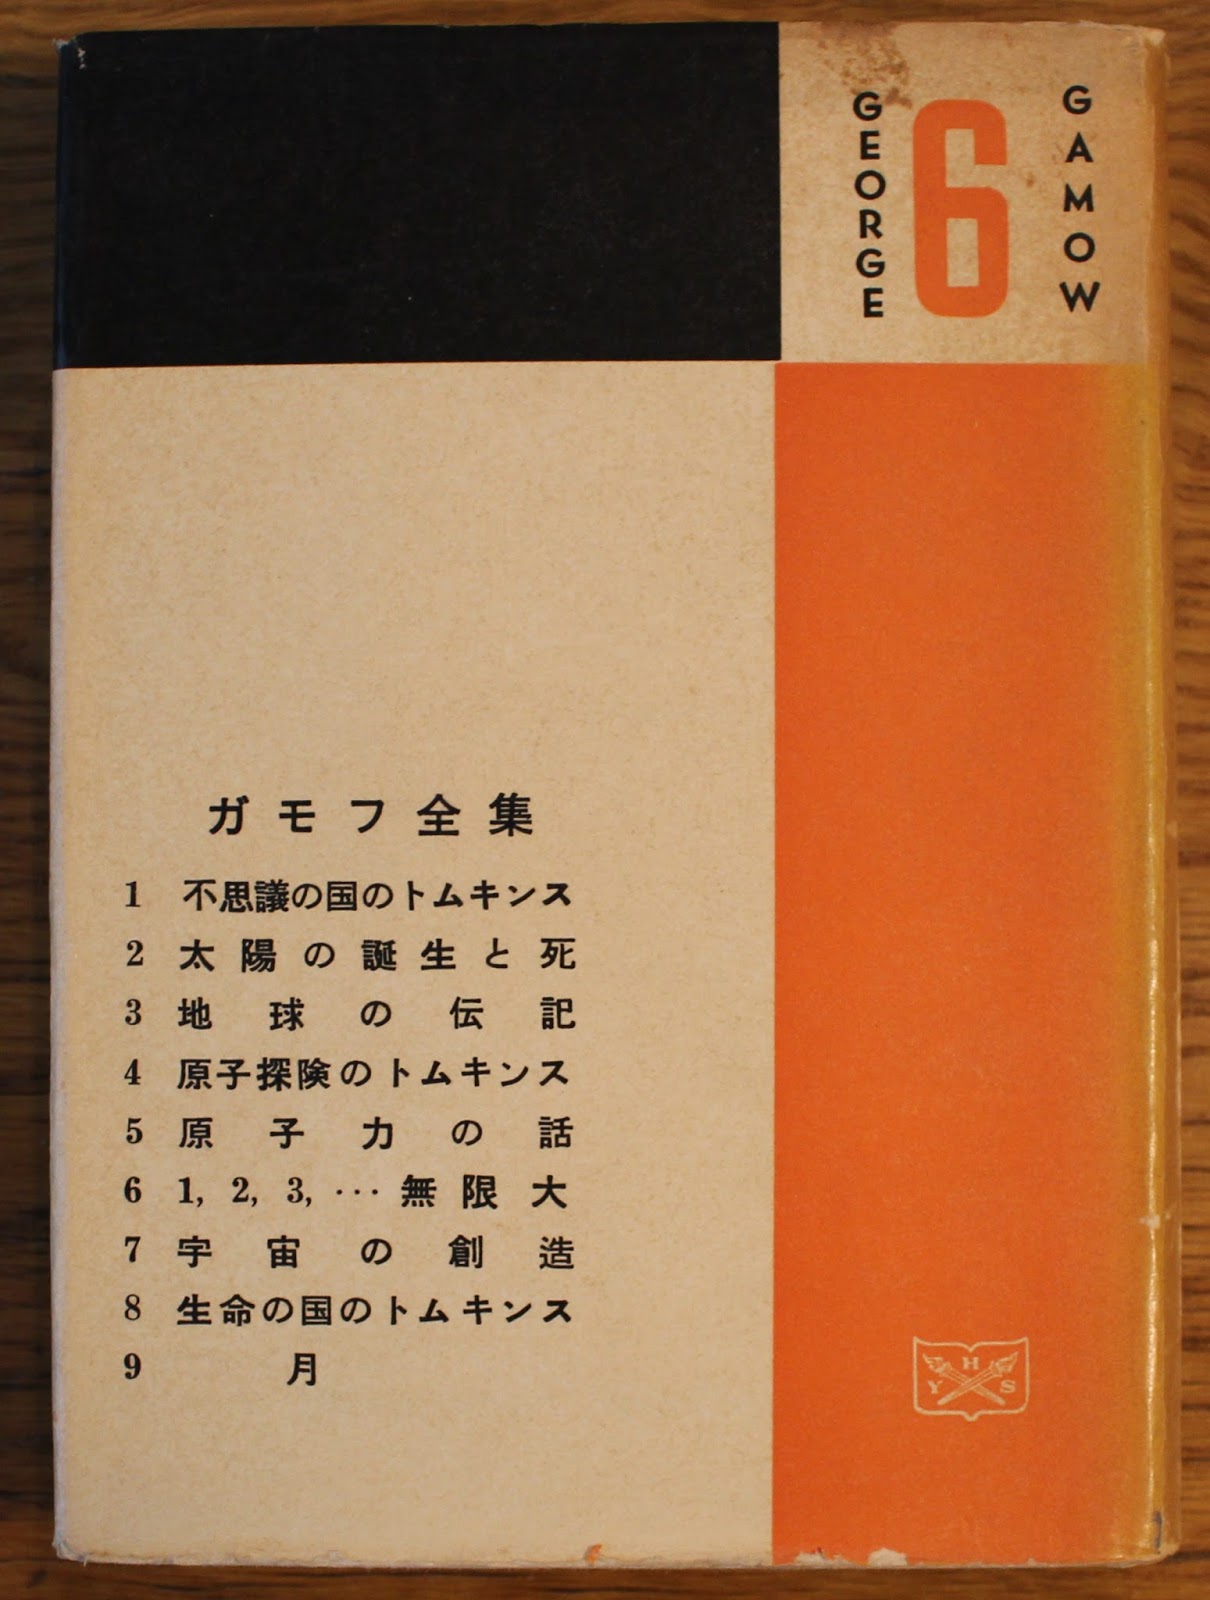 GEORGE
6
GAMOW
ガモフ全集
1 不思議の国のトムキンス
2 太陽の誕生と死
3 地球の伝記
4 原子探険のトムキンス
5 原子力の話
6 1, 2, 3, ···無限大
7 宇宙の創造
8 生命の国のトムキンス
9 月
H
Y S